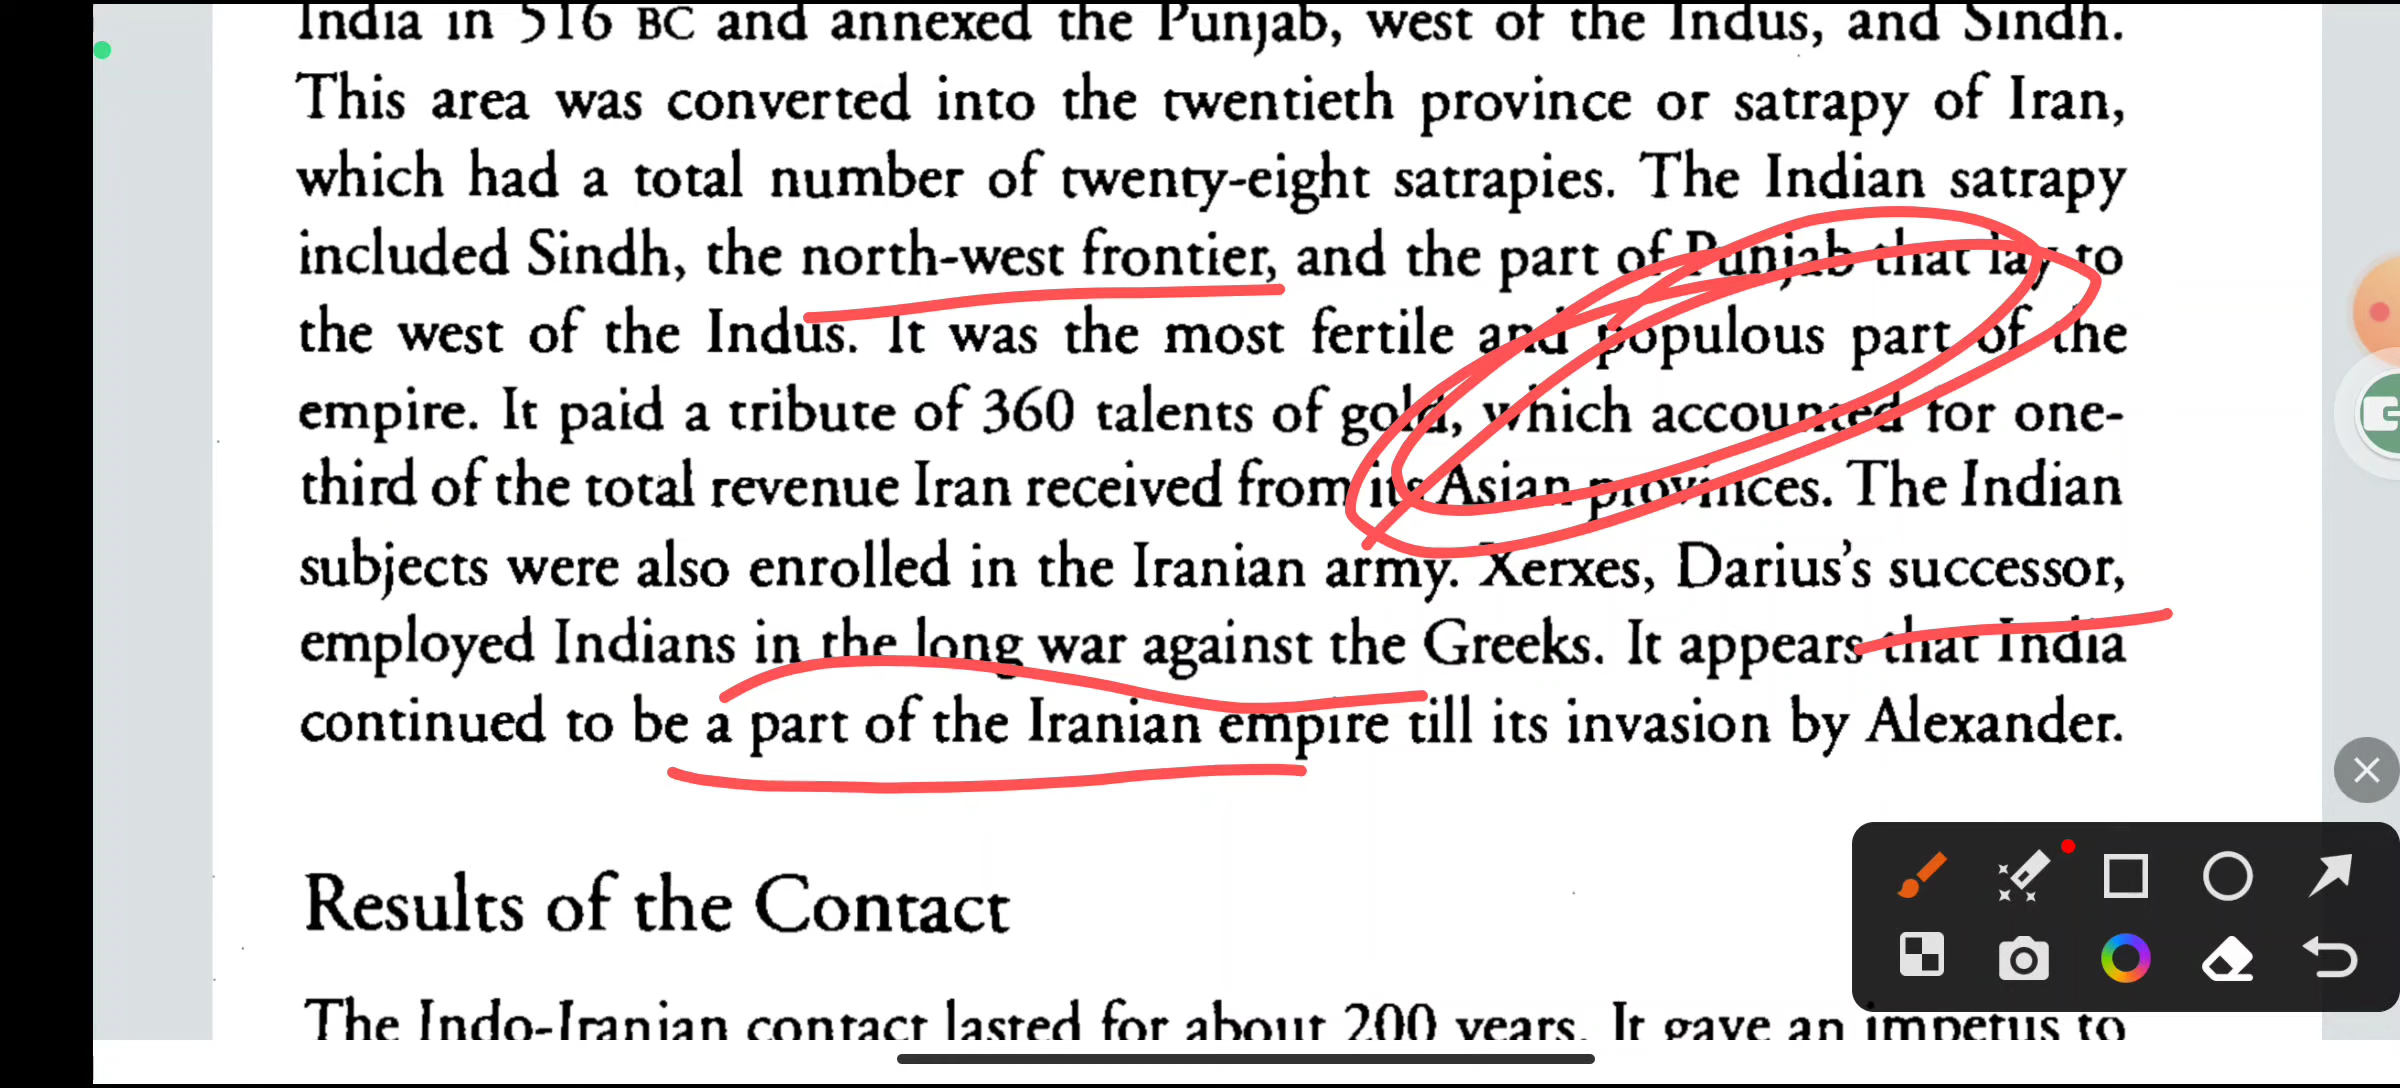 India in 516 BC and annexed the Punjab, west of the Indus, and Sindh.
This area was converted into the twentieth province or satrapy of Iran,
which had a total number of twenty-eight satrapies. The Indian satrapy
included Sindh, the north-west frontier, and the part of Punjab that lay to
the west of the Indus. It was the most fertile and populous part of the
empire. It paid a tribute of 360 talents of gold, which accounted for one-
third of the total revenue Iran received from its Asian provinces. The Indian
subjects were also enrolled in the Iranian army. Xerxes, Darius's successor,
employed Indians in the long war against the Greeks. It appears that India
continued to be a part of the Iranian empire till its invasion by Alexander.
Results of the Contact
The Indo-Iranian contact lasted for about 200 years. It gave an impetus to